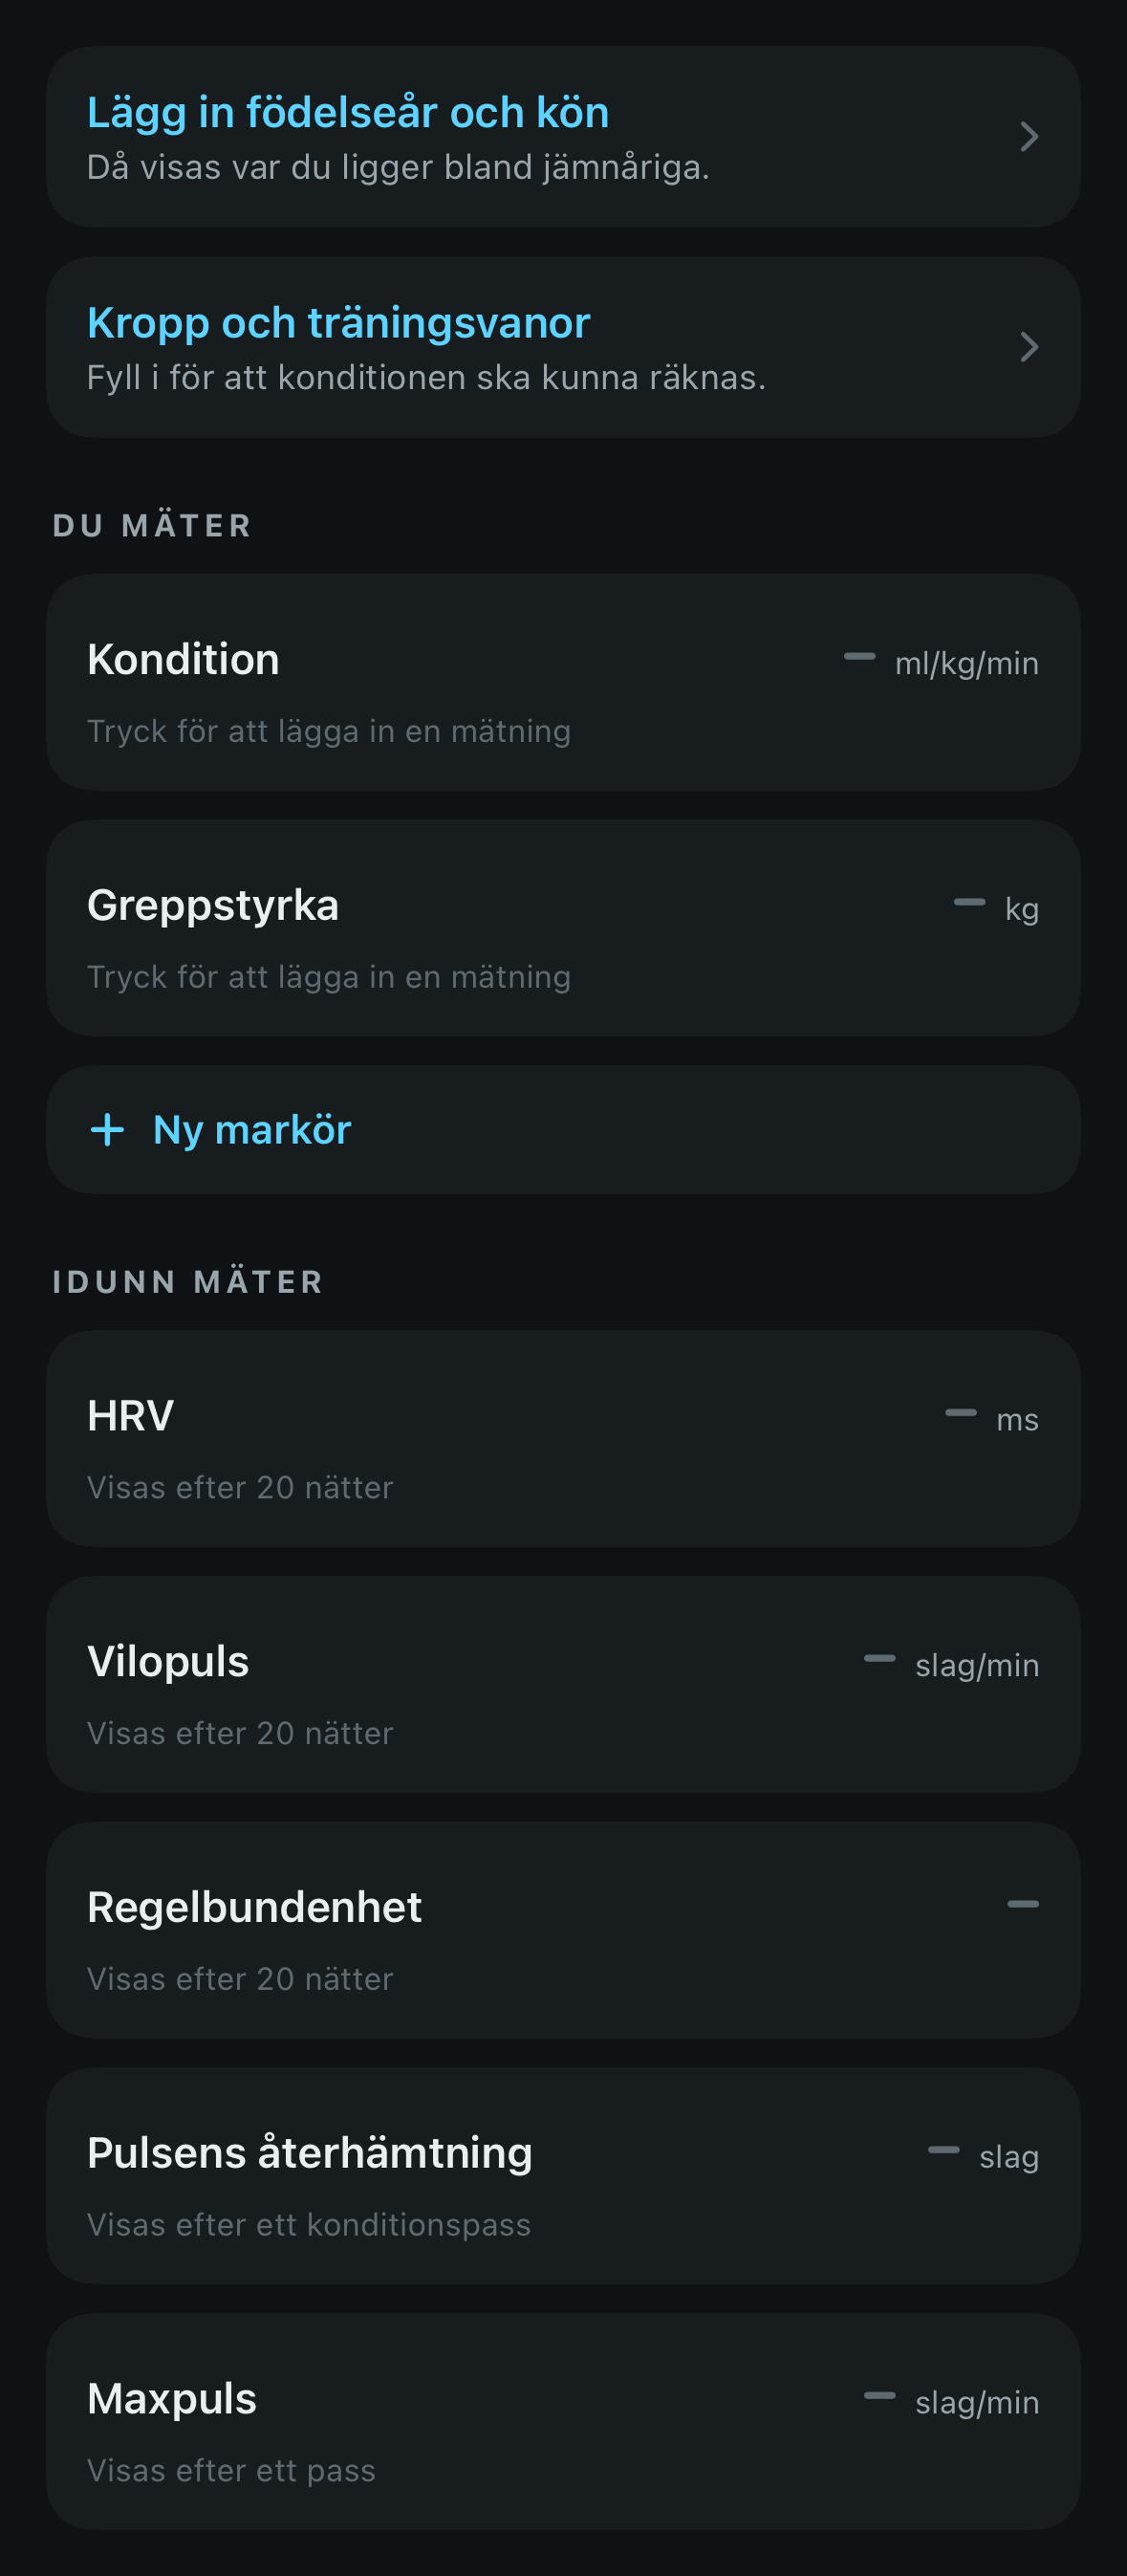 Lägg in födelseår och kön
Då visas var du ligger bland jämnåriga.
Kropp och träningsvanor
Fyll i för att konditionen ska kunna räknas.
DU MÄTER
Kondition – ml/kg/min
Tryck för att lägga in en mätning
Greppstyrka – kg
Tryck för att lägga in en mätning
+ Ny markör
IDUNN MÄTER
HRV – ms
Visas efter 20 nätter
Vilopuls – slag/min
Visas efter 20 nätter
Regelbundenhet –
Visas efter 20 nätter
Pulsens återhämtning – slag
Visas efter ett konditionspass
Maxpuls – slag/min
Visas efter ett pass